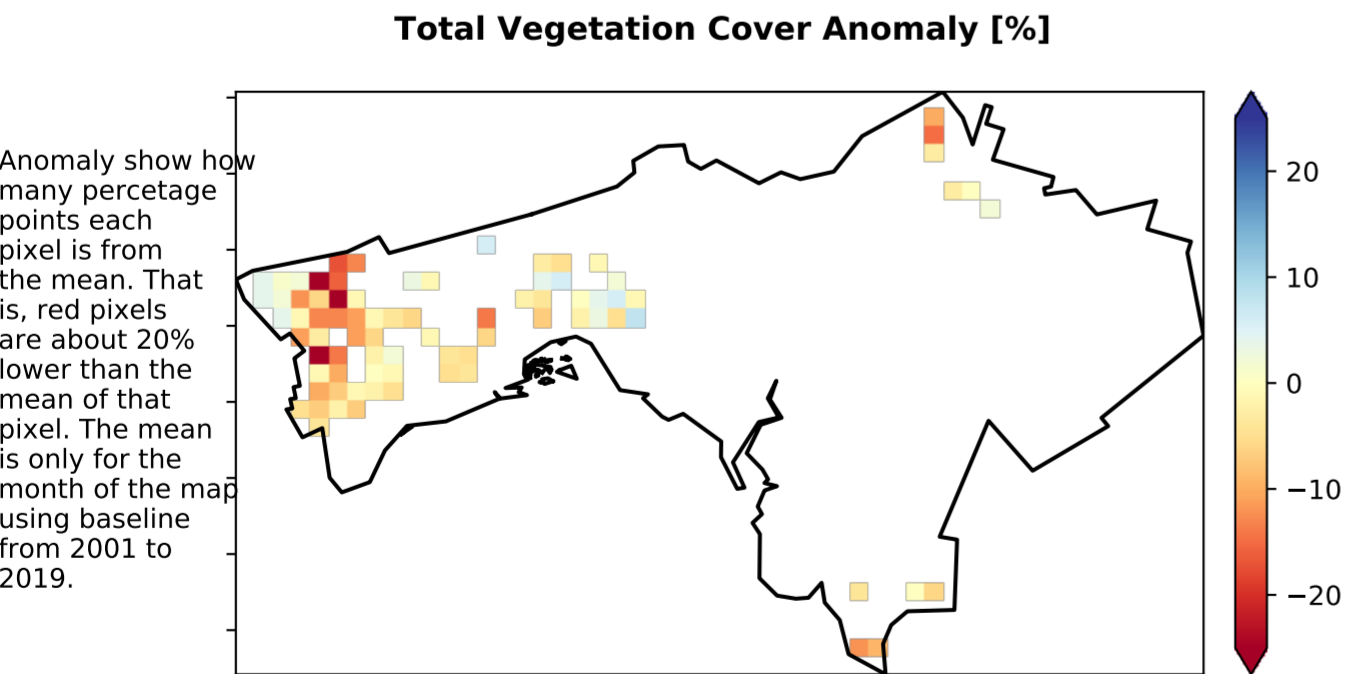 Total Vegetation Cover Anomaly [%]
Anomaly show how
many percetage
points each
pixel is from
the mean. That
is, red pixels
are about 20%
lower than the
mean of that
pixel. The mean
is only for the
month of the map
using baseline
from 2001 to
2019.
20
10
0
−10
−20